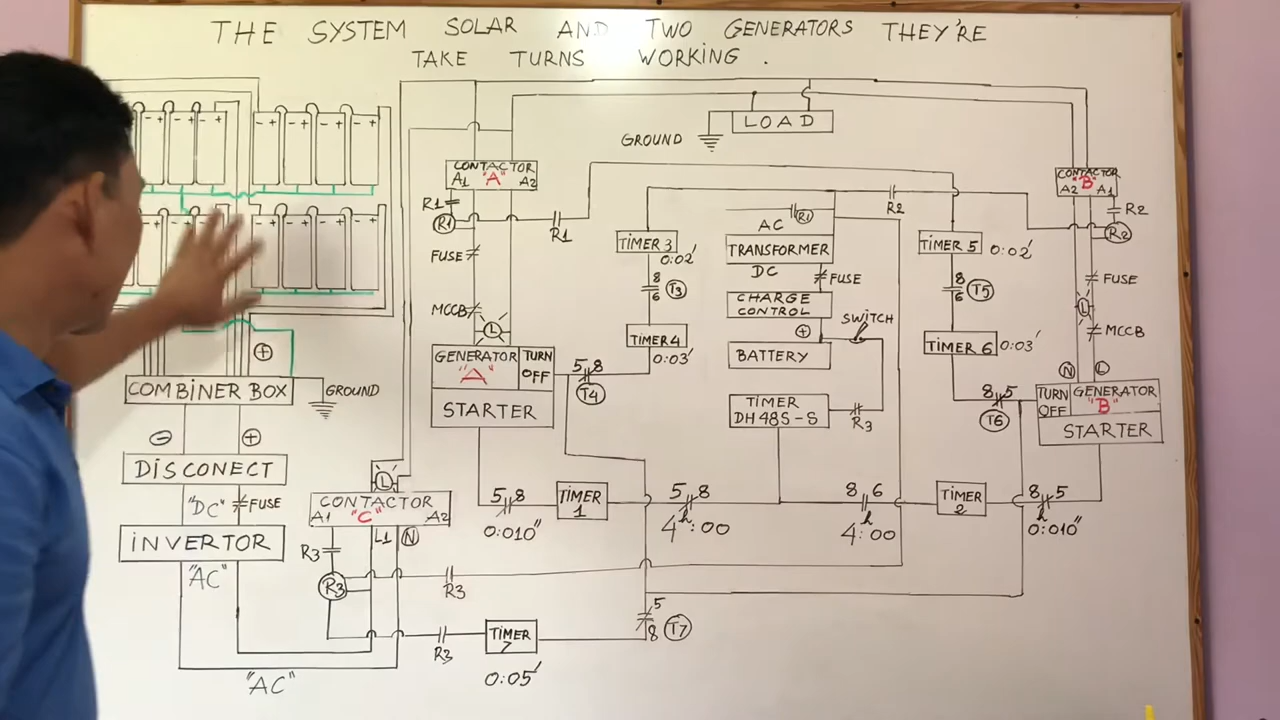 THE SYSTEM SOLAR AND TWO GENERATORS THEY'RE
TAKE TURNS WORKING .
- + - + - +
- + - + - + - +
- + - +
- + - + - + - +
+
COMBINER BOX
GROUND
- +
DISCONECT
"DC" FUSE
INVERTOR
"AC"
"AC"
L
CONTACTOR
"C"
A1 A2
L1 N
R3
R3
R3
R3
TIMER
7
0:05'
5
8 T7
CONTACTOR
"A"
A1 A2
R1
R1
R1
FUSE
MCCB
L
GENERATOR
"A"
TURN
OFF
STARTER
5 8
T4
5 8
0:010"
TIMER
1
5 8
4h:00
GROUND
LOAD
TIMER 3
0:02'
8
6 T3
TIMER4
0:03'
R1
AC
TRANSFORMER
DC
FUSE
CHARGE
CONTROL
+
SWITCH
BATTERY
TIMER
DH48S-S
R3
8 6
4h:00
TIMER
2
8 5
0:010"
R2
TIMER 5
0:02'
8
6 T5
TIMER 6
0:03'
8 5
T6
CONTACTOR
"B"
A2 A1
R2
R2
FUSE
L
MCCB
N L
TURN
OFF
GENERATOR
"B"
STARTER